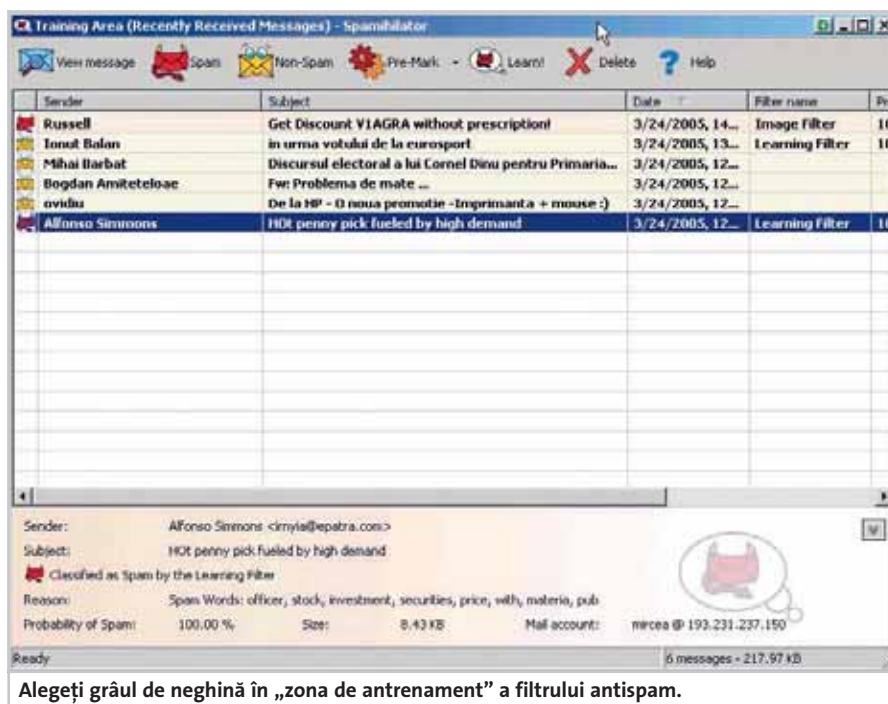 Training Area (Recently Received Messages) - Spamihilator
View message Spam Non-Spam Pre-Mark Learn! Delete Help
Sender Subject Date Filter name
Russell Get Discount V1AGRA without prescription! 3/24/2005, 14... Image Filter
Ionut Balan in urma votului de la eurosport 3/24/2005, 13... Learning Filter
Mihai Barbat Discursul electoral a lui Cornel Dinu pentru Primaria... 3/24/2005, 12...
Bogdan Amiteteloae Fw: Problema de mate ... 3/24/2005, 12...
ovidiu De la HP - O noua promotie -Imprimanta + mouse :) 3/24/2005, 12...
Alfonso Simmons HOt penny pick fueled by high demand 3/24/2005, 12... Learning Filter
Sender: Alfonso Simmons <irnyia@epatra.com>
Subject: HOt penny pick fueled by high demand
Classified as Spam by the Learning Filter
Reason: Spam Words: officer, stock, investment, securities, price, with, materia, pub
Probability of Spam: 100.00 % Size: 8.43 KB Mail account: mircea @ 193.231.237.150
Ready 6 messages - 217.97 kB
Alegeți grâul de neghină în „zona de antrenament” a filtrului antispam.